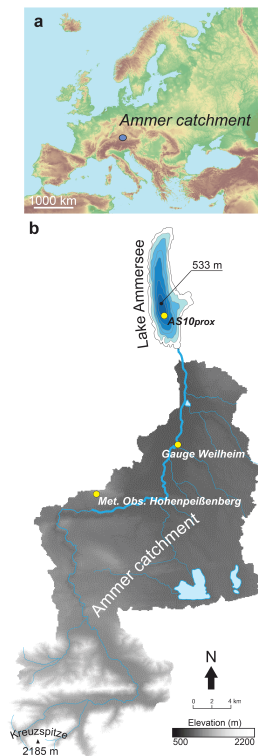 a
Ammer catchment
1000 km
b
Lake Ammersee
533 m
AS10prox
Gauge Weilheim
Met. Obs. Hohenpeißenberg
Ammer catchment
N
0 2 4 km
Kreuzspitze
2185 m
Elevation (m)
500 2200